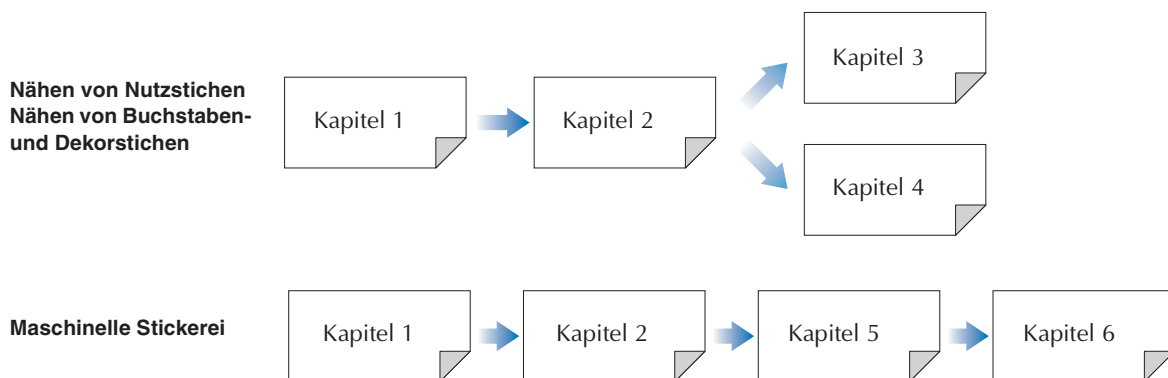 Nähen von Nutzstichen
Nähen von Buchstaben-
und Dekorstichen
Kapitel 1
Kapitel 2
Kapitel 3
Kapitel 4
Maschinelle Stickerei
Kapitel 1
Kapitel 2
Kapitel 5
Kapitel 6